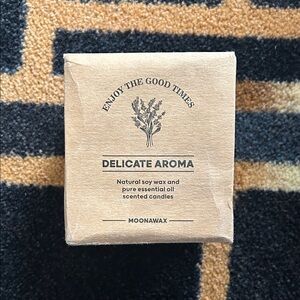 ENJOY THE GOOD TIMES
DELICATE AROMA
Natural soy wax and
pure essential oil
scented candles
MOONAWAX